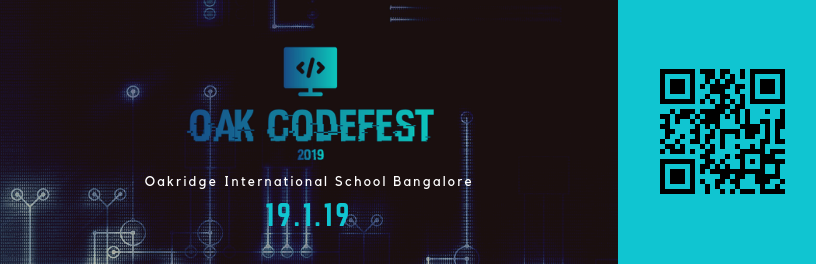 </>
OAK CODEFEST
2019
Oakridge International School Bangalore
19.1.19